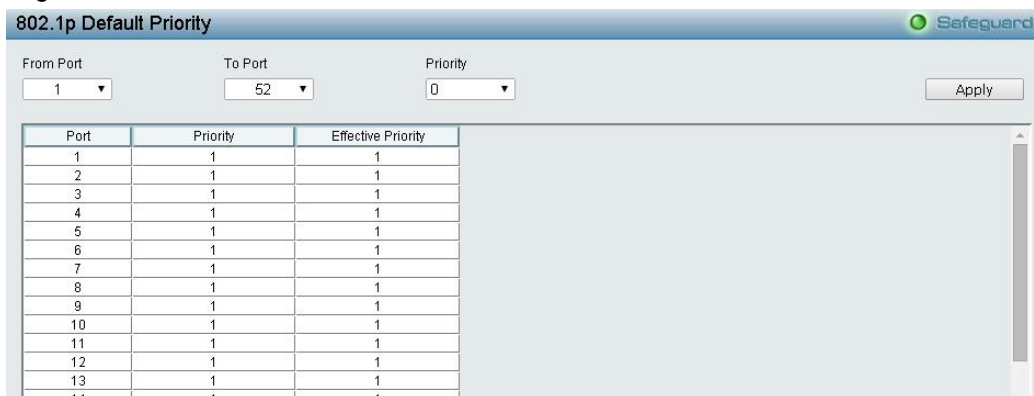 802.1p Default Priority
Safeguard
From Port To Port Priority
1 52 0 Apply
Port Priority Effective Priority
1 1 1
2 1 1
3 1 1
4 1 1
5 1 1
6 1 1
7 1 1
8 1 1
9 1 1
10 1 1
11 1 1
12 1 1
13 1 1